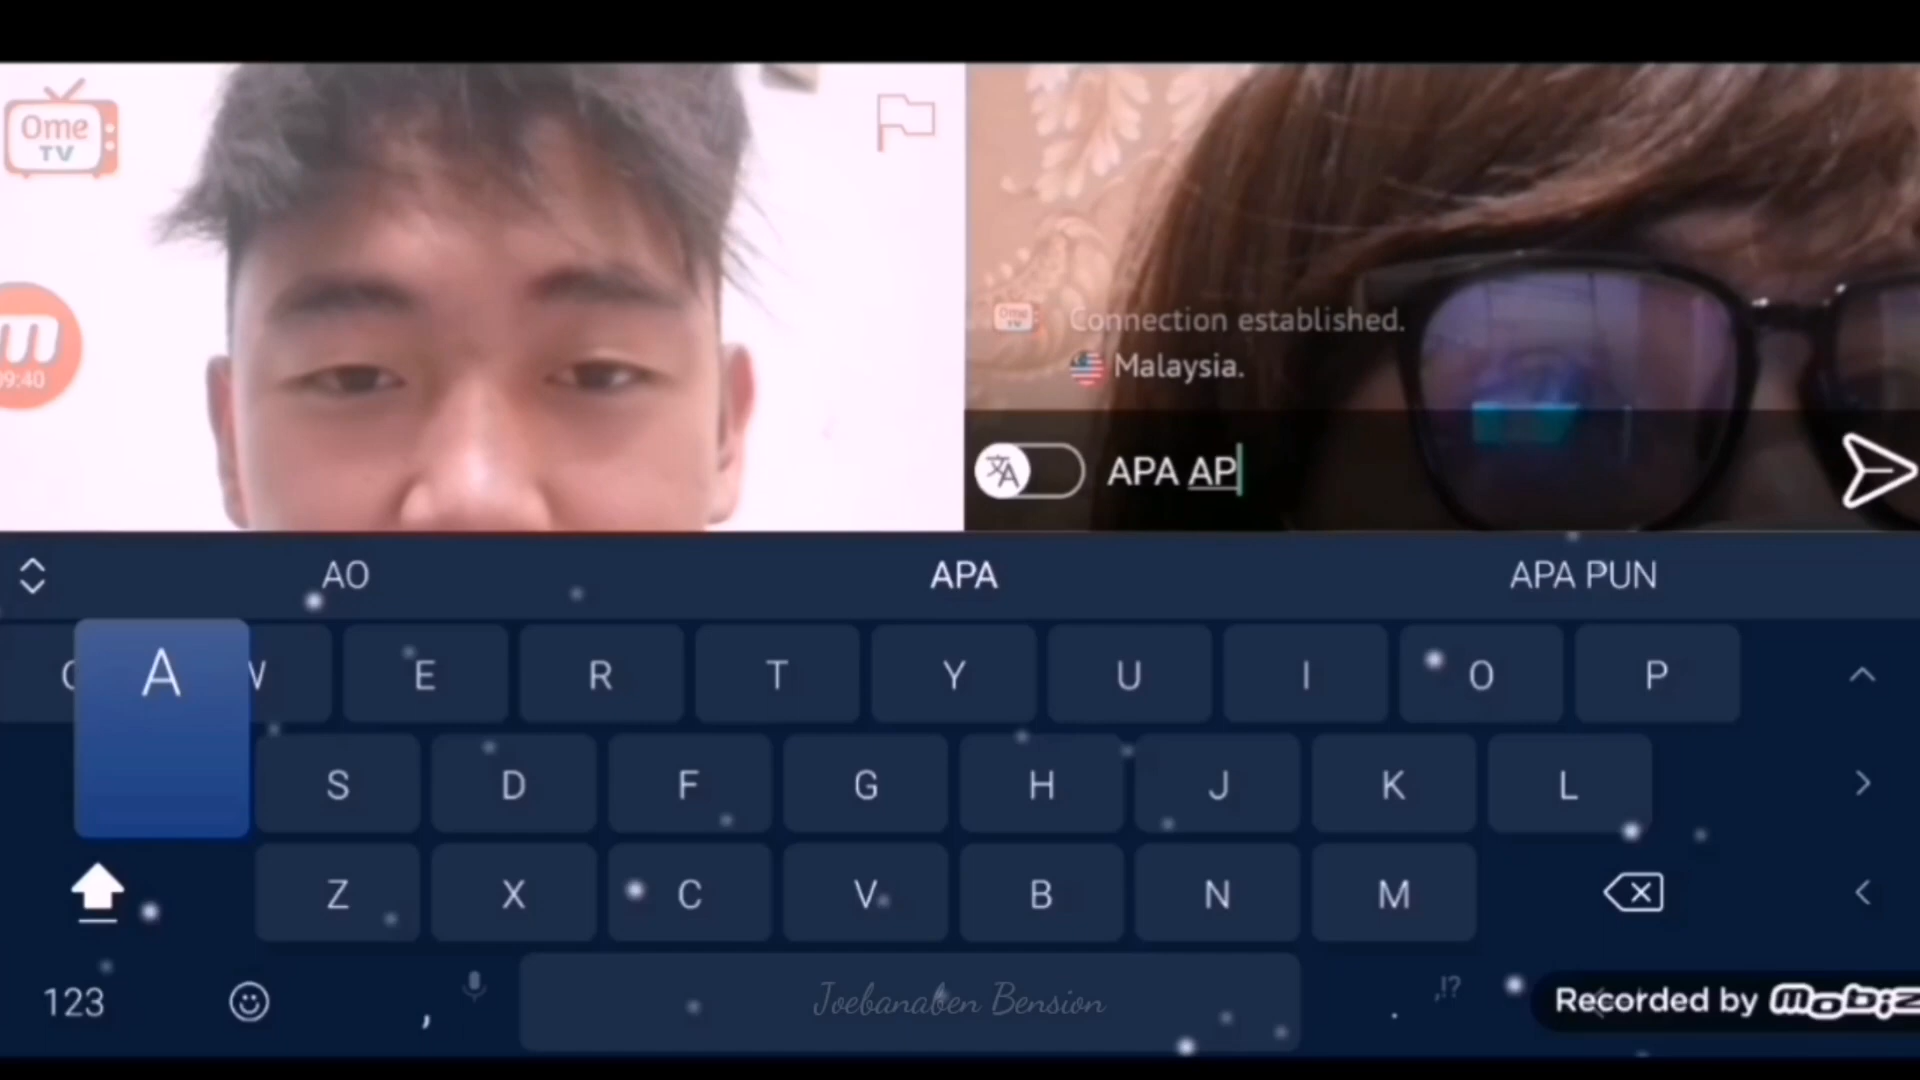 Ome
TV
09:40
Connection established.
Malaysia.
APA AP
AO
APA
APA PUN
A
W
E
R
T
Y
U
I
O
P
S
D
F
G
H
J
K
L
Z
X
C
V
B
N
M
123
,
Joebanaben Bension
,!?
.
Recorded by